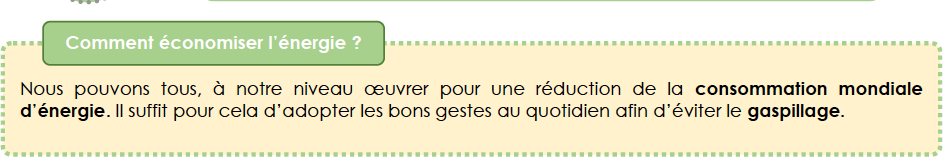 Comment économiser l’énergie ?
Nous pouvons tous, à notre niveau œuvrer pour une réduction de la consommation mondiale
d’énergie. Il suffit pour cela d’adopter les bons gestes au quotidien afin d’éviter le gaspillage.